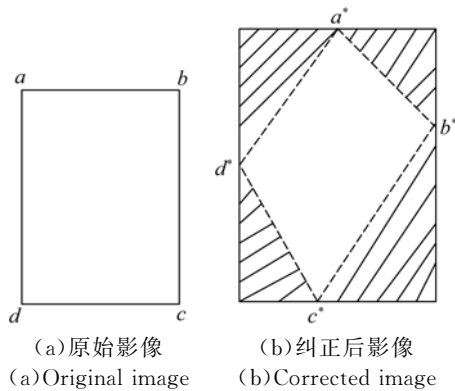 a b
d c
a*
b*
d*
c*
(a)原始影像
(a)Original image
(b)纠正后影像
(b)Corrected image